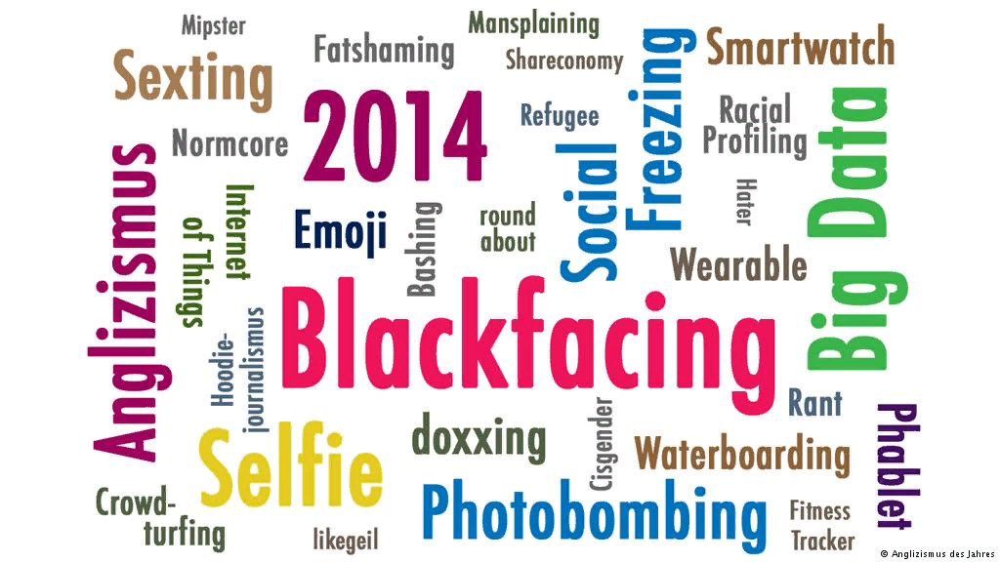 Mipster
Mansplaining
Fatshaming
Shareconomy
Smartwatch
Sexting
2014
Refugee
Freezing
Racial
Profiling
Normcore
Social
Big Data
Anglizismus
Internet
of Things
Emoji
Bashing
round
about
Hater
Wearable
Hoodie-
journalismus
Blackfacing
Rant
Phablet
Selfie
doxxing
Cisgender
Waterboarding
Crowd-
turfing
likegeil
Photobombing
Fitness
Tracker
© Anglizismus des Jahres